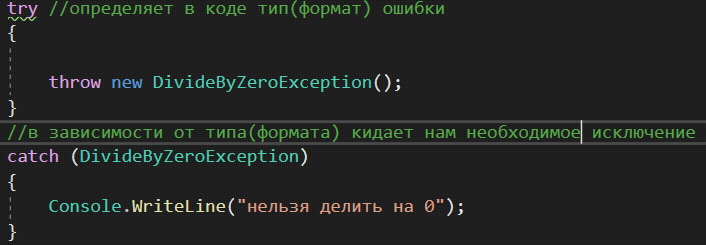 try //определяет в коде тип(формат) ошибки
{
throw new DivideByZeroException();
}
//в зависимости от типа(формата) кидает нам необходимое исключение
catch (DivideByZeroException)
{
Console.WriteLine("нельзя делить на 0");
}